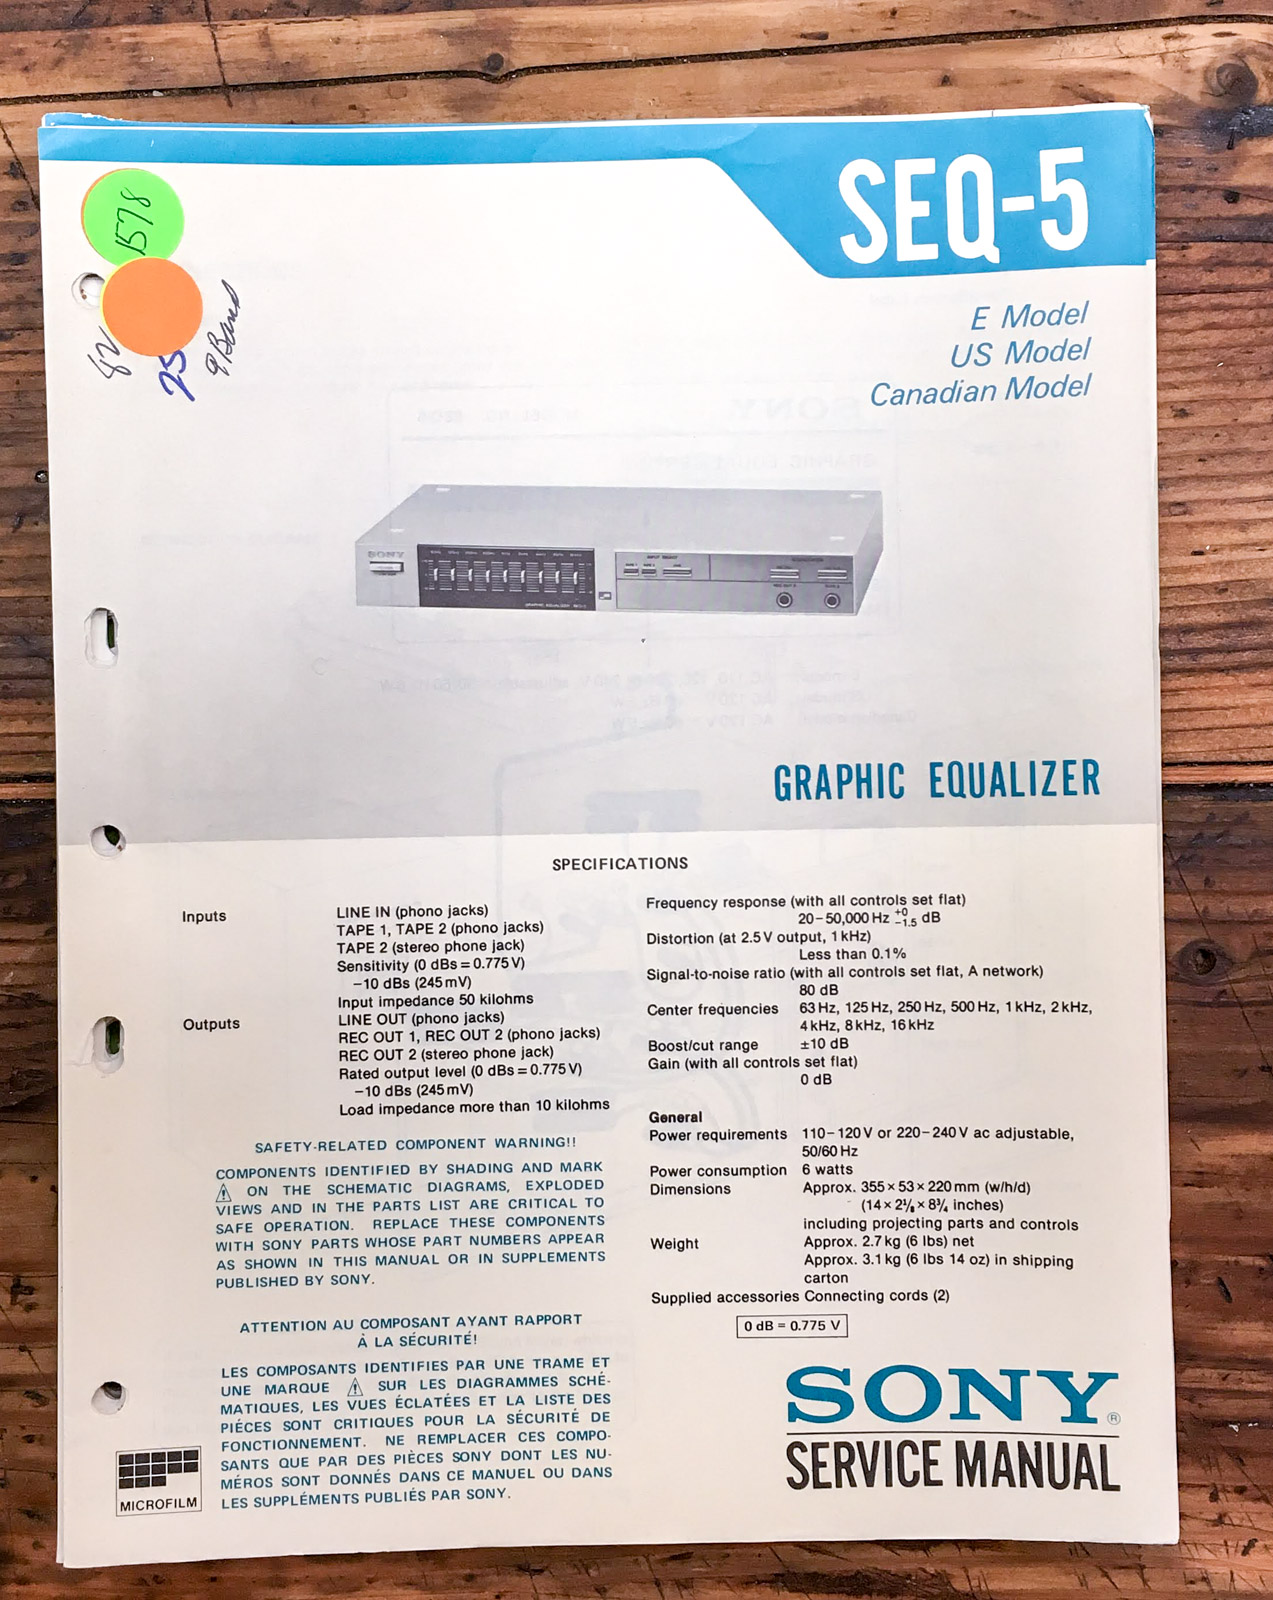 SEQ-5
E Model
US Model
Canadian Model
1578
82
25
9 Band
SONY
INPUT SELECT
GRAPHIC EQUALIZER
SPECIFICATIONS
Inputs
LINE IN (phono jacks)
TAPE 1, TAPE 2 (phono jacks)
TAPE 2 (stereo phone jack)
Sensitivity (0 dBs = 0.775 V)
–10 dBs (245 mV)
Input impedance 50 kilohms
Outputs
LINE OUT (phono jacks)
REC OUT 1, REC OUT 2 (phono jacks)
REC OUT 2 (stereo phone jack)
Rated output level (0 dBs = 0.775 V)
–10 dBs (245 mV)
Load impedance more than 10 kilohms
SAFETY-RELATED COMPONENT WARNING!!
COMPONENTS IDENTIFIED BY SHADING AND MARK
⚠ ON THE SCHEMATIC DIAGRAMS, EXPLODED
VIEWS AND IN THE PARTS LIST ARE CRITICAL TO
SAFE OPERATION. REPLACE THESE COMPONENTS
WITH SONY PARTS WHOSE PART NUMBERS APPEAR
AS SHOWN IN THIS MANUAL OR IN SUPPLEMENTS
PUBLISHED BY SONY.
ATTENTION AU COMPOSANT AYANT RAPPORT
À LA SÉCURITÉ!
LES COMPOSANTS IDENTIFIES PAR UNE TRAME ET
UNE MARQUE ⚠ SUR LES DIAGRAMMES SCHÉ-
MATIQUES, LES VUES ÉCLATÉES ET LA LISTE DES
PIÉCES SONT CRITIQUES POUR LA SÉCURITÉ DE
FONCTIONNEMENT. NE REMPLACER CES COMPO-
SANTS QUE PAR DES PIÈCES SONY DONT LES NU-
MÉROS SONT DONNÉS DANS CE MANUEL OU DANS
LES SUPPLÉMENTS PUBLIÉS PAR SONY.
MICROFILM
Frequency response (with all controls set flat)
20–50,000 Hz +0 –1.5 dB
Distortion (at 2.5 V output, 1 kHz)
Less than 0.1%
Signal-to-noise ratio (with all controls set flat, A network)
80 dB
Center frequencies 63 Hz, 125 Hz, 250 Hz, 500 Hz, 1 kHz, 2 kHz,
4 kHz, 8 kHz, 16 kHz
Boost/cut range ±10 dB
Gain (with all controls set flat)
0 dB
General
Power requirements 110–120 V or 220–240 V ac adjustable,
50/60 Hz
Power consumption 6 watts
Dimensions Approx. 355 × 53 × 220 mm (w/h/d)
(14 × 2⅛ × 8¾ inches)
including projecting parts and controls
Weight Approx. 2.7 kg (6 lbs) net
Approx. 3.1 kg (6 lbs 14 oz) in shipping
carton
Supplied accessories Connecting cords (2)
0 dB = 0.775 V
SONY®
SERVICE MANUAL